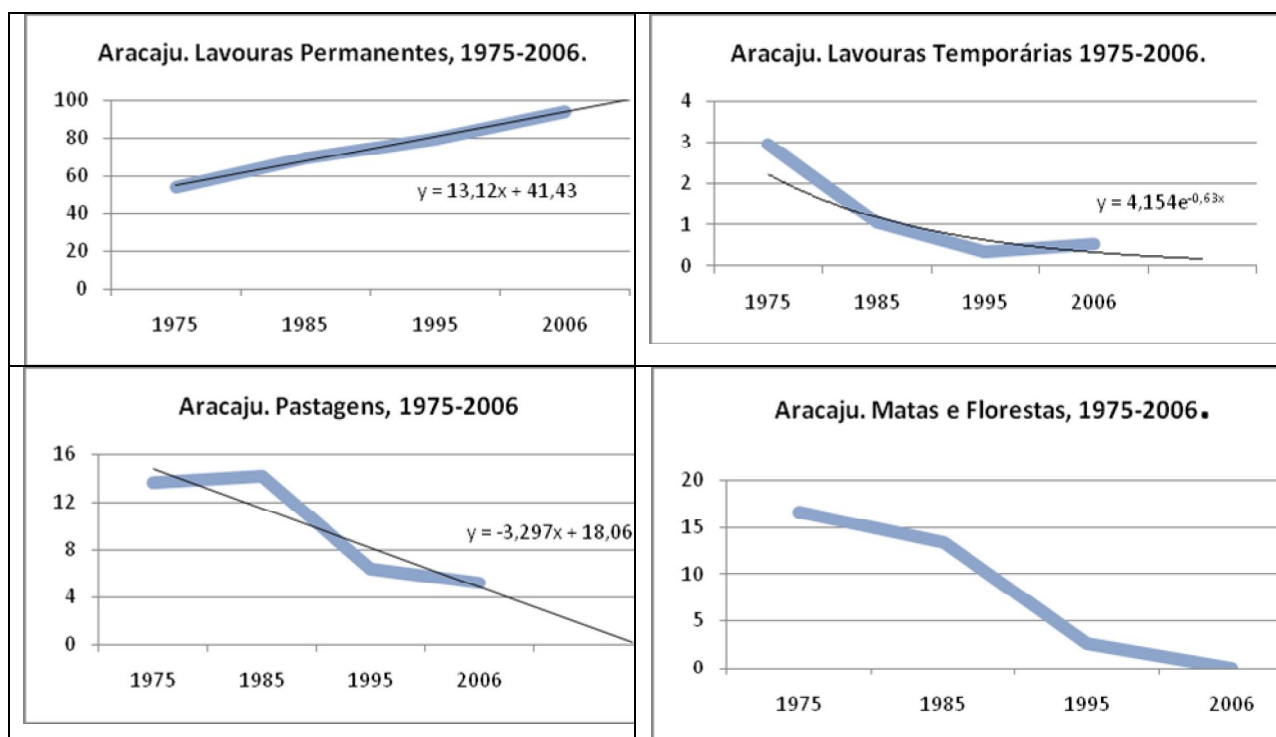 Aracaju. Lavouras Permanentes, 1975-2006.
100
80
60
40
20
0
y = 13,12x + 41,43
1975 1985 1995 2006
Aracaju. Lavouras Temporárias 1975-2006.
4
3
2
1
0
y = 4,154e-0,63x
1975 1985 1995 2006
Aracaju. Pastagens, 1975-2006
16
12
8
4
0
y = -3,297x + 18,06
1975 1985 1995 2006
Aracaju. Matas e Florestas, 1975-2006.
20
15
10
5
0
1975 1985 1995 2006